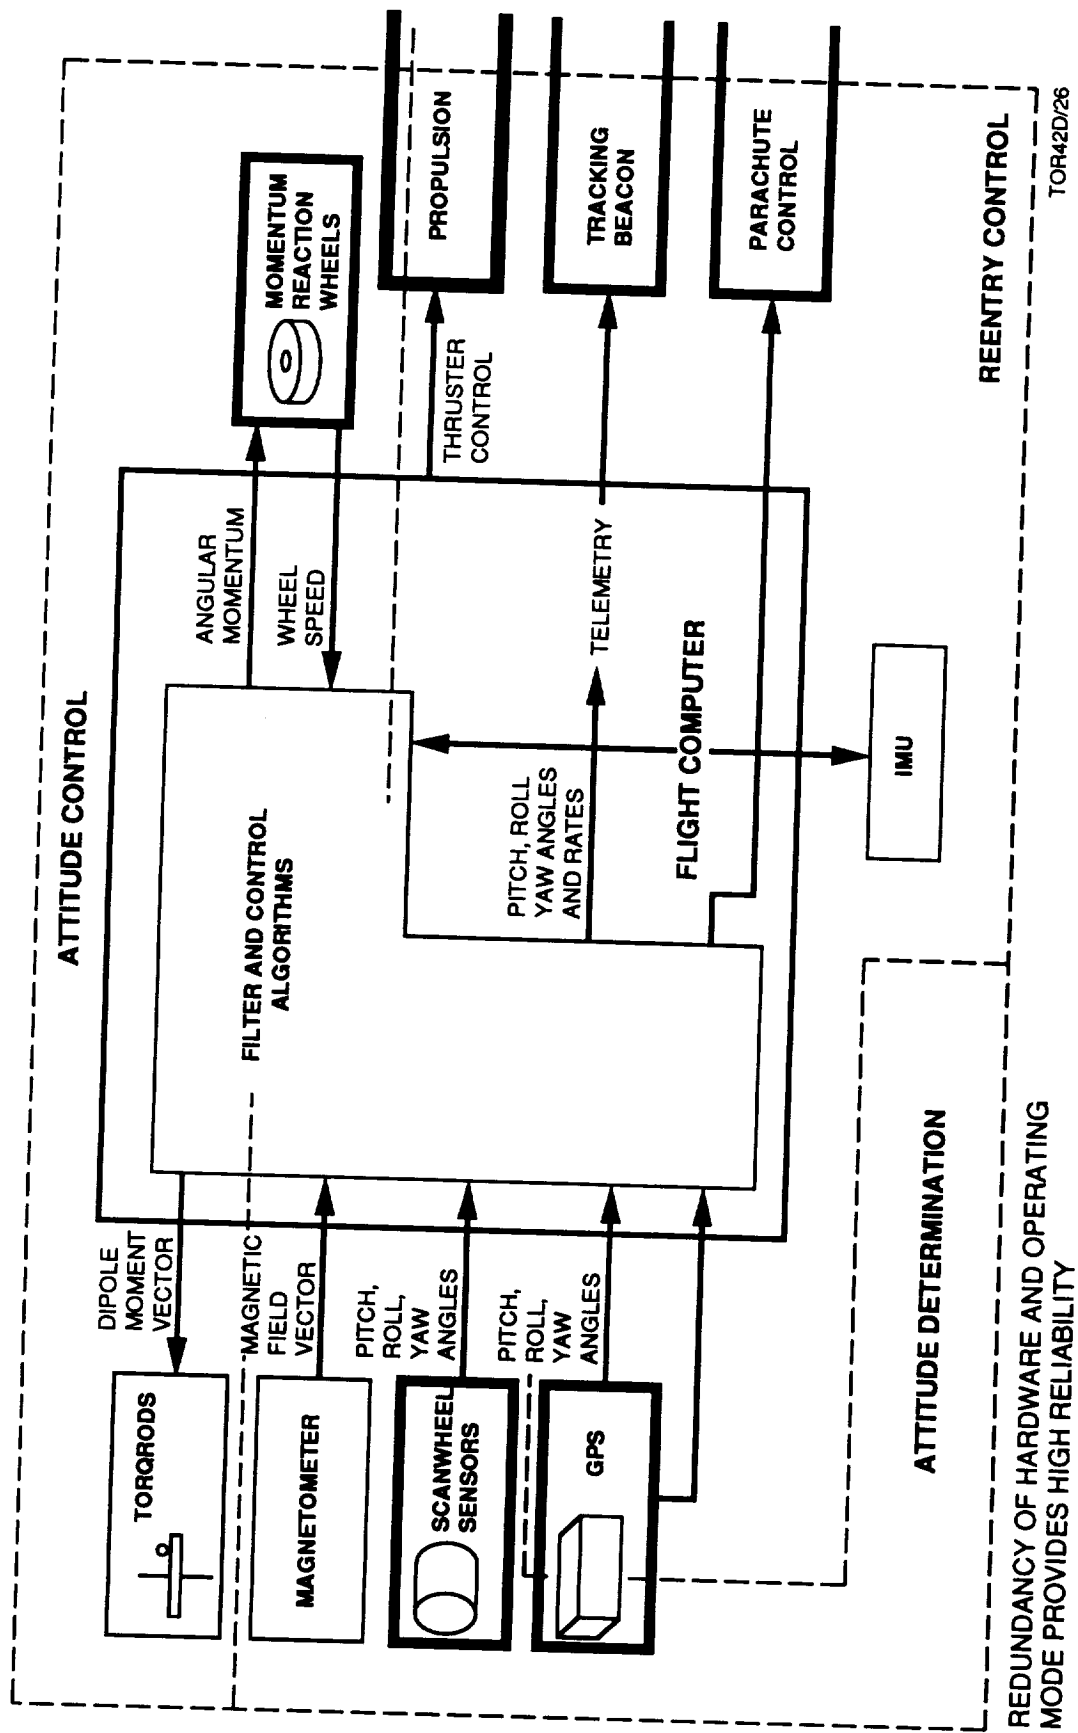 ATTITUDE CONTROL
TORQRODS
DIPOLE
MOMENT
VECTOR
ANGULAR
MOMENTUM
WHEEL
SPEED
MOMENTUM
REACTION
WHEELS
MAGNETOMETER
MAGNETIC
FIELD
VECTOR
FILTER AND CONTROL
ALGORITHMS
THRUSTER
CONTROL
PROPULSION
SCANWHEEL
SENSORS
PITCH,
ROLL,
YAW
ANGLES
GPS
PITCH,
ROLL,
YAW
ANGLES
PITCH, ROLL
YAW ANGLES
AND RATES
TELEMETRY
TRACKING
BEACON
FLIGHT COMPUTER
PARACHUTE
CONTROL
IMU
ATTITUDE DETERMINATION
REENTRY CONTROL
REDUNDANCY OF HARDWARE AND OPERATING
MODE PROVIDES HIGH RELIABILITY
TOR42D/26